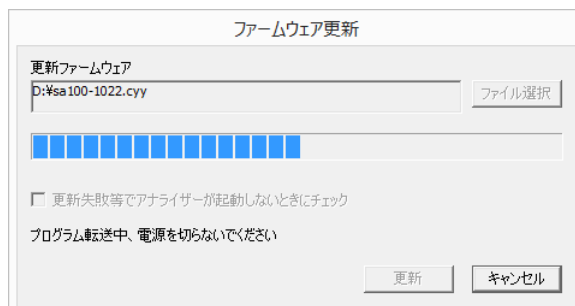 ファームウェア更新
更新ファームウェア
D:¥sa100-1022.cyy
ファイル選択
更新失敗等でアナライザーが起動しないときにチェック
プログラム転送中、電源を切らないでください
更新
キャンセル